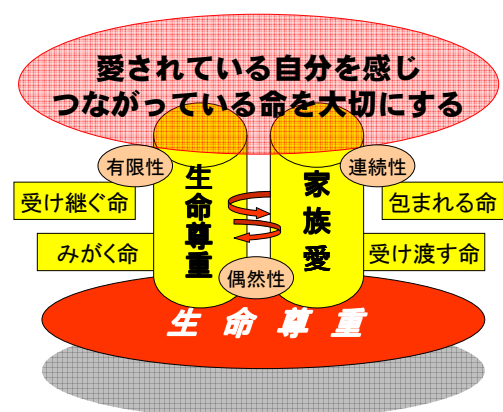 愛されている自分を感じ
つながっている命を大切にする
有限性
連続性
生命尊重
家族愛
受け継ぐ命
包まれる命
みがく命
受け渡す命
偶然性
生命尊重